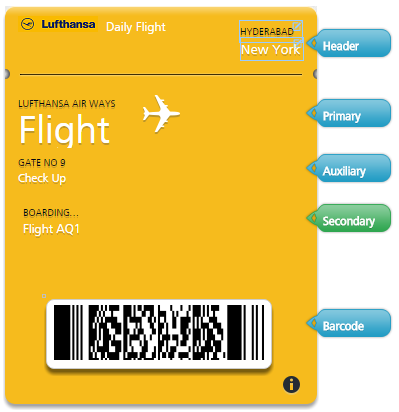 Lufthansa Daily Flight
HYDERABAD
New York
Header
LUFTHANSA AIR WAYS
Flight
Primary
GATE NO 9
Check Up
Auxiliary
BOARDING...
Flight AQ1
Secondary
Barcode
i